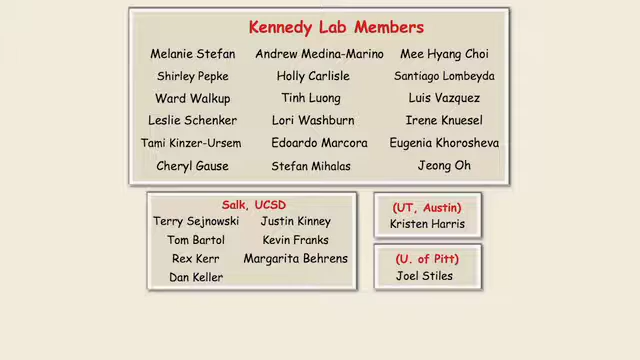 Kennedy Lab Members
Melanie Stefan Andrew Medina-Marino Mee Hyang Choi
Shirley Pepke Holly Carlisle Santiago Lombeyda
Ward Walkup Tinh Luong Luis Vazquez
Leslie Schenker Lori Washburn Irene Knuesel
Tami Kinzer-Ursem Edoardo Marcora Eugenia Khorosheva
Cheryl Gause Stefan Mihalas Jeong Oh
Salk, UCSD
Terry Sejnowski Justin Kinney
Tom Bartol Kevin Franks
Rex Kerr Margarita Behrens
Dan Keller
(UT, Austin)
Kristen Harris
(U. of Pitt)
Joel Stiles